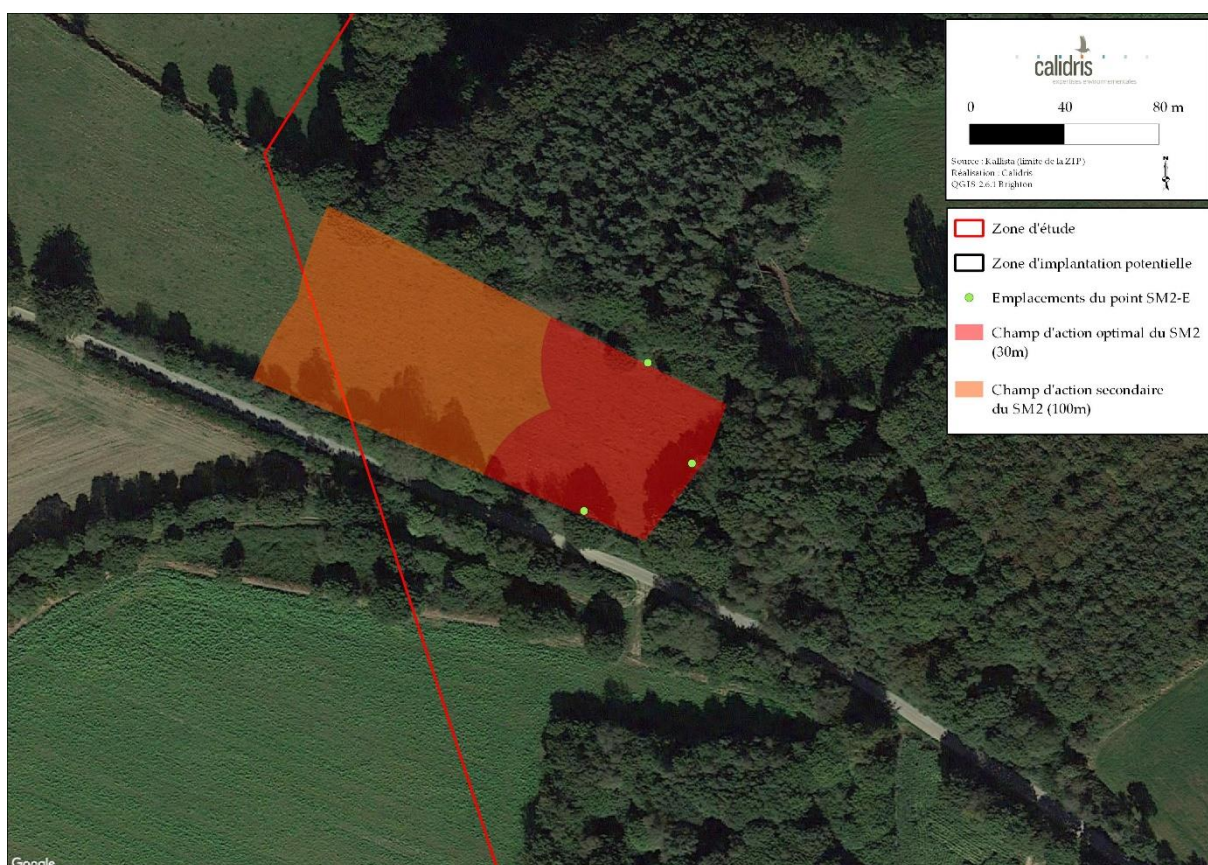 calidris
expertises environnementales
0 40 80 m
Source : Kallista (limite de la ZIP)
Réalisation : Calidris
QGIS 2.6.1 Brighton
N
Zone d'étude
Zone d'implantation potentielle
Emplacements du point SM2-E
Champ d'action optimal du SM2
(30m)
Champ d'action secondaire
du SM2 (100m)
Google